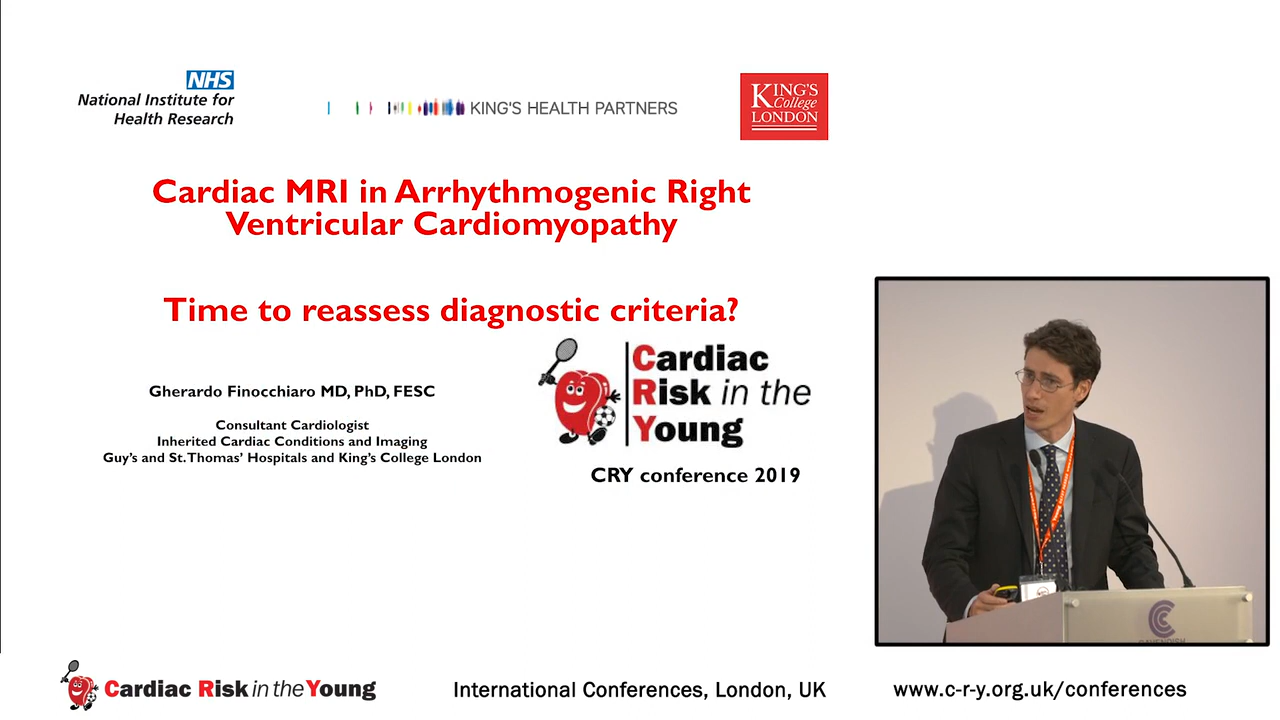 NHS
National Institute for
Health Research
KING'S HEALTH PARTNERS
KING'S
College
LONDON
Cardiac MRI in Arrhythmogenic Right
Ventricular Cardiomyopathy
Time to reassess diagnostic criteria?
Gherardo Finocchiaro MD, PhD, FESC
Consultant Cardiologist
Inherited Cardiac Conditions and Imaging
Guy's and St. Thomas' Hospitals and King's College London
Cardiac
Risk in the
Young
CRY conference 2019
CAVENDISH
Cardiac Risk in the Young
International Conferences, London, UK
www.c-r-y.org.uk/conferences